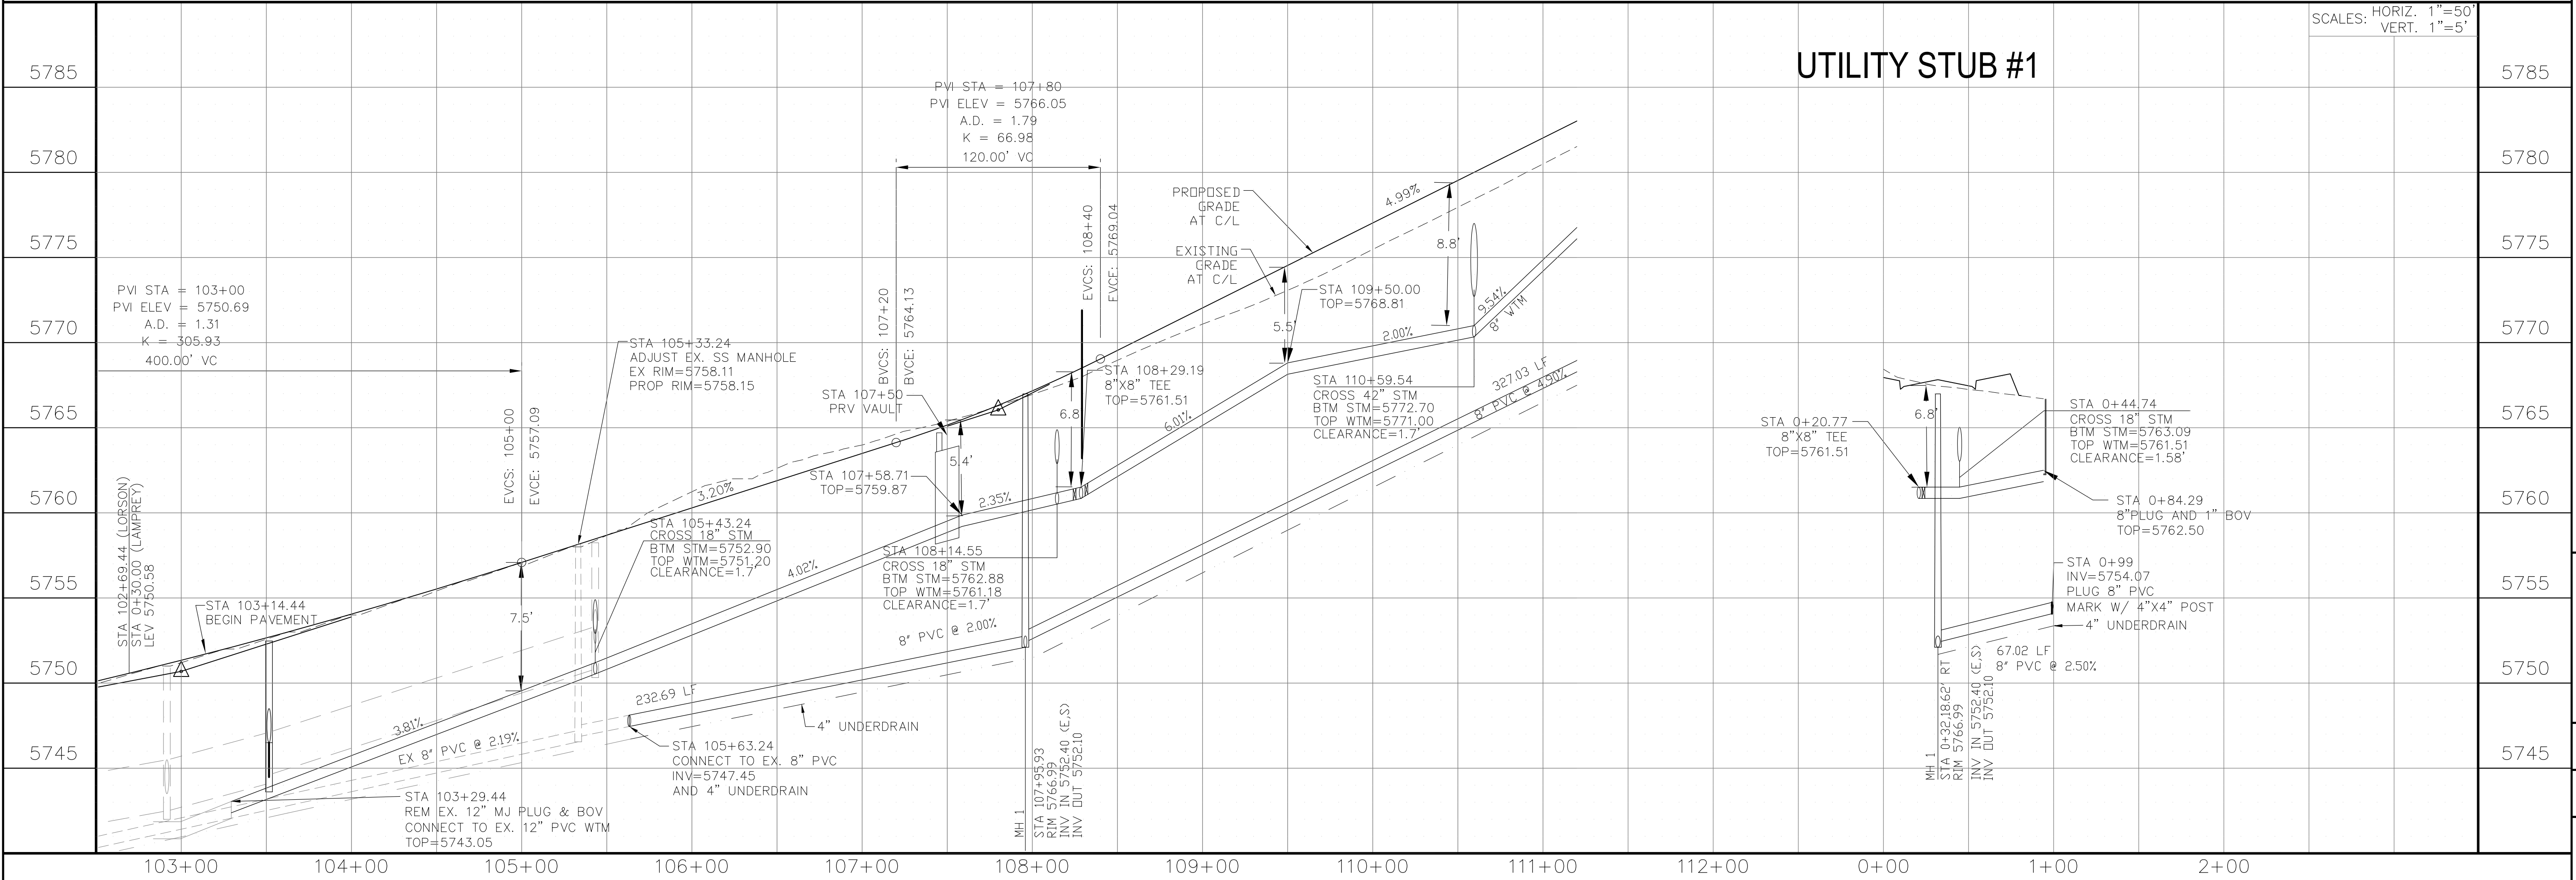 SCALES: HORIZ. 1"=50'
VERT. 1"=5'
UTILITY STUB #1
5785
5780
5775
5770
5765
5760
5755
5750
5745
PVI STA = 103+00
PVI ELEV = 5750.69
A.D. = 1.31
K = 305.93
400.00' VC
STA 102+69.44 (LORSON)
STA 0+30.00 (LAMPREY)
LEV 5750.58
STA 103+14.44
BEGIN PAVEMENT
3.81%
EX 8" PVC @ 2.19%
STA 103+29.44
REM EX. 12" MJ PLUG & BOV
CONNECT TO EX. 12" PVC WTM
TOP=5743.05
EVCS: 105+00
EVCE: 5757.09
7.5'
STA 105+33.24
ADJUST EX. SS MANHOLE
EX RIM=5758.11
PROP RIM=5758.15
3.20%
STA 105+43.24
CROSS 18" STM
BTM STM=5752.90
TOP WTM=5751.20
CLEARANCE=1.7'
4.02%
232.69 LF
8" PVC @ 2.00%
4" UNDERDRAIN
STA 105+63.24
CONNECT TO EX. 8" PVC
INV=5747.45
AND 4" UNDERDRAIN
PVI STA = 107+80
PVI ELEV = 5766.05
A.D. = 1.79
K = 66.98
120.00' VC
BVCS: 107+20
BVCE: 5764.13
EVCS: 108+40
EVCE: 5769.04
STA 107+50
PRV VAULT
STA 107+58.71
TOP=5759.87
5.4'
2.35%
6.8
STA 108+29.19
8"X8" TEE
TOP=5761.51
STA 108+14.55
CROSS 18" STM
BTM STM=5762.88
TOP WTM=5761.18
CLEARANCE=1.7'
MH 1
STA 107+95.93
RIM 5766.99
INV IN 5752.40 (E,S)
INV OUT 5752.10
PROPOSED
GRADE
AT C/L
EXISTING
GRADE
AT C/L
4.99%
6.01%
5.5'
STA 109+50.00
TOP=5768.81
2.00%
8.8'
9.54%
8" WTM
STA 110+59.54
CROSS 42" STM
BTM STM=5772.70
TOP WTM=5771.00
CLEARANCE=1.7'
327.03 LF
8" PVC @ 4.90%
STA 0+20.77
8"X8" TEE
TOP=5761.51
6.8'
STA 0+44.74
CROSS 18" STM
BTM STM=5763.09
TOP WTM=5761.51
CLEARANCE=1.58'
STA 0+84.29
8"PLUG AND 1" BOV
TOP=5762.50
STA 0+99
INV=5754.07
PLUG 8" PVC
MARK W/ 4"X4" POST
4" UNDERDRAIN
67.02 LF
8" PVC @ 2.50%
MH 1
STA 0+32,18.62' RT
RIM 5766.99
INV IN 5752.40 (E,S)
INV OUT 5752.10
5785
5780
5775
5770
5765
5760
5755
5750
5745
103+00
104+00
105+00
106+00
107+00
108+00
109+00
110+00
111+00
112+00
0+00
1+00
2+00